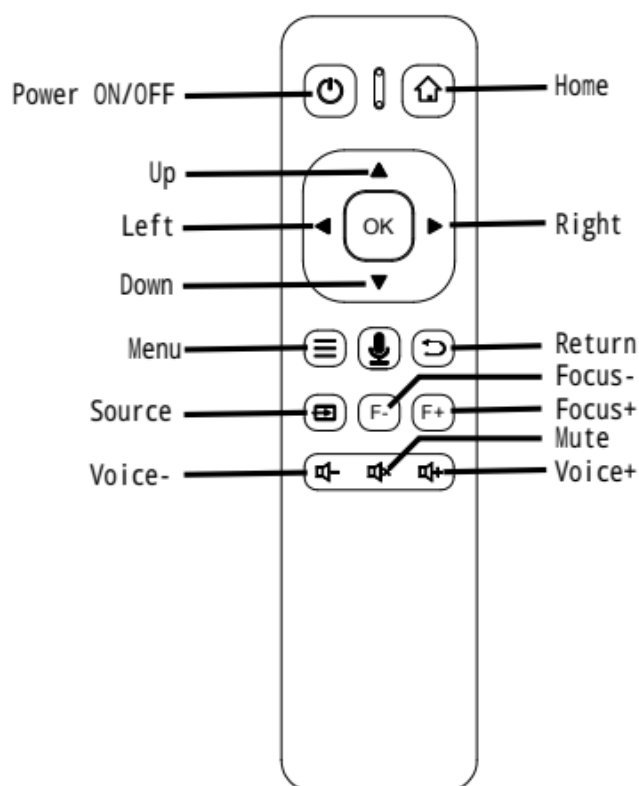 Power ON/OFF
Home
Up
Left
OK
Right
Down
Menu
Return
Focus-
Source
F-
F+
Focus+
Mute
Voice-
Voice+